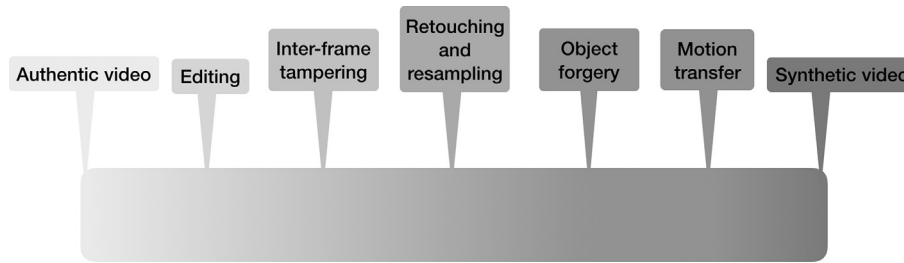 Authentic video
Editing
Inter-frame
tampering
Retouching
and
resampling
Object
forgery
Motion
transfer
Synthetic video